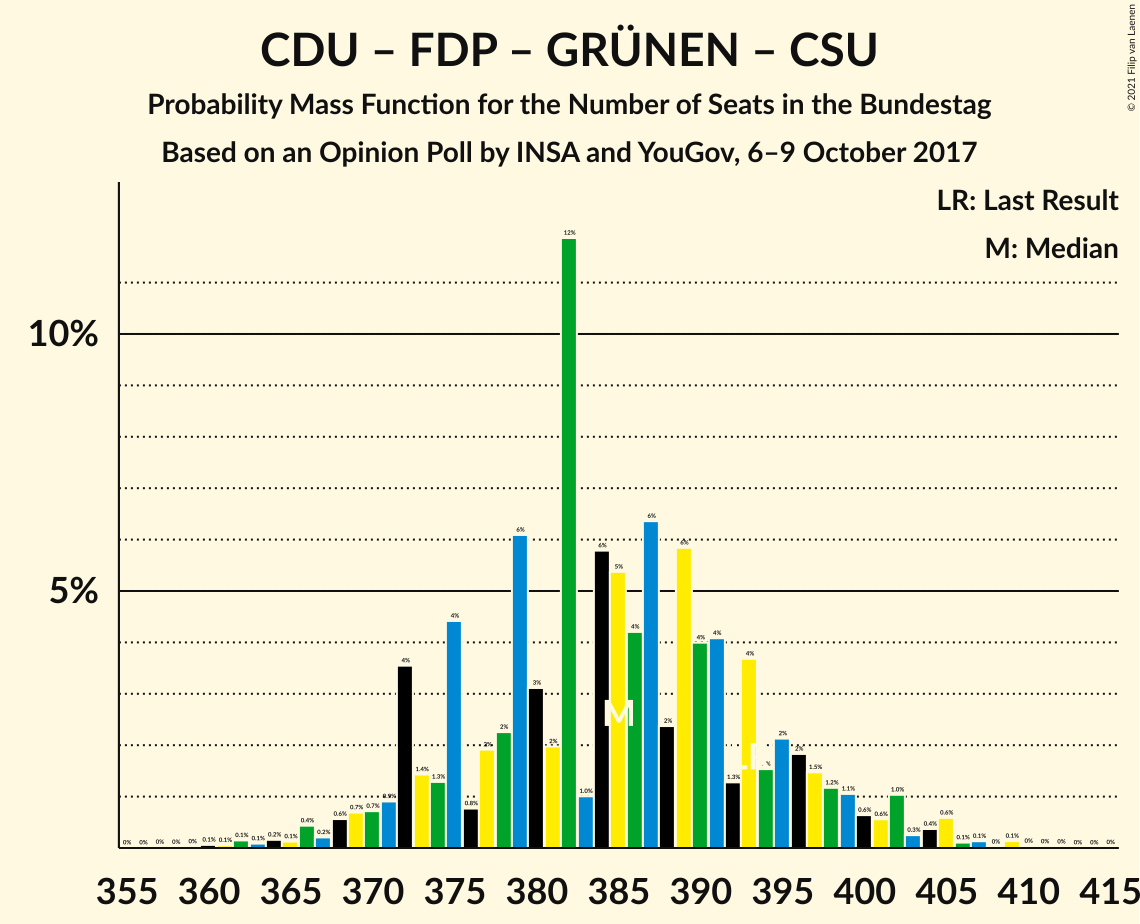 CDU – FDP – GRÜNEN – CSU
Probability Mass Function for the Number of Seats in the Bundestag
Based on an Opinion Poll by INSA and YouGov, 6–9 October 2017
© 2021 Filip van Laenen
LR: Last Result
M: Median
10%
5%
0% 0% 0% 0% 0% 0.1% 0.1% 0.1% 0.1% 0.2% 0.1% 0.4% 0.2% 0.6% 0.7% 0.7% 0.9% 4% 1.4% 1.3% 4% 0.8% 2% 2% 6% 3% 2% 12% 1.0% 6% 5% 4% 6% 2% 6% 4% 4% 1.3% 4% % 2% 2% 1.5% 1.2% 1.1% 0.6% 0.6% 1.0% 0.3% 0.4% 0.6% 0.1% 0.1% 0% 0.1% 0% 0% 0% 0% 0% 0%
M
355 360 365 370 375 380 385 390 395 400 405 410 415